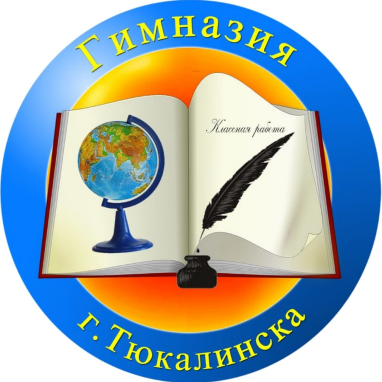 Гимназия
Классная работа
г. Тюкалинска